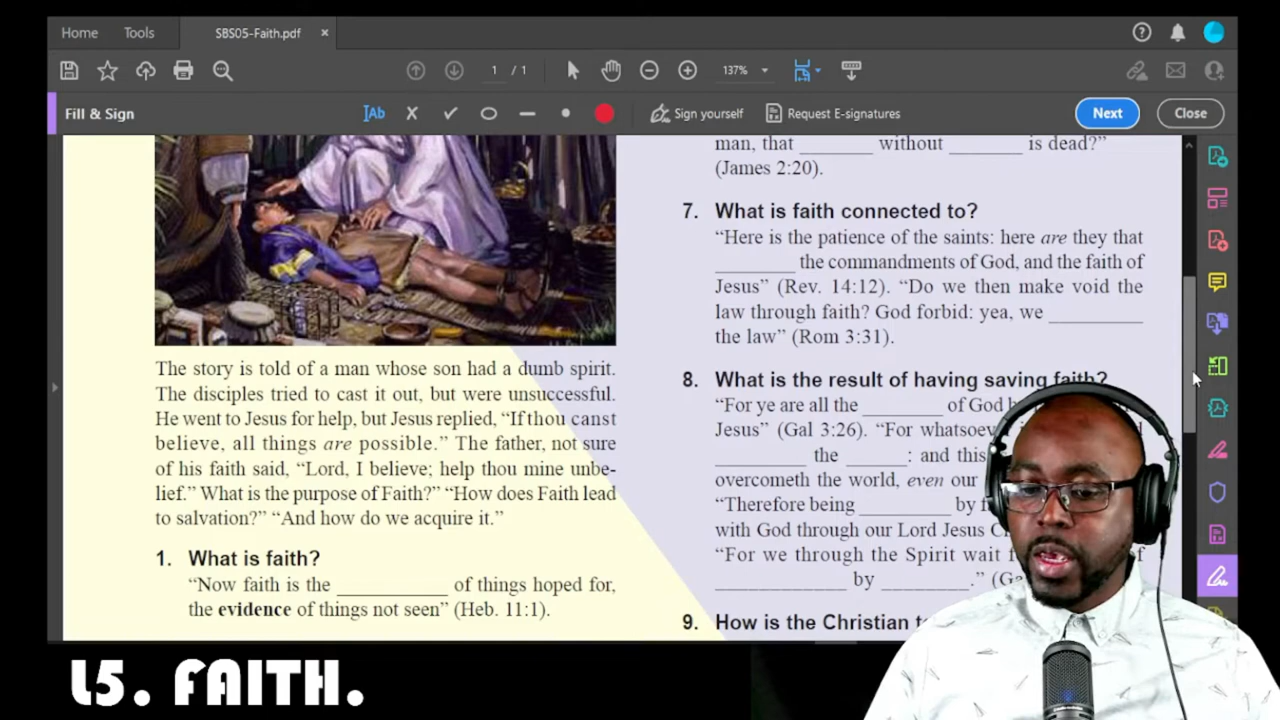 Home Tools SBS05-Faith.pdf ×
1 / 1 137%
Fill & Sign Ab Sign yourself Request E-signatures Next Close
The story is told of a man whose son had a dumb spirit.
The disciples tried to cast it out, but were unsuccessful.
He went to Jesus for help, but Jesus replied, “If thou canst
believe, all things are possible.” The father, not sure
of his faith said, “Lord, I believe; help thou mine unbe-
lief.” What is the purpose of Faith?” “How does Faith lead
to salvation?” “And how do we acquire it.”
1. What is faith?
“Now faith is the __________ of things hoped for,
the evidence of things not seen” (Heb. 11:1).
man, that _______ without _______ is dead?”
(James 2:20).
7. What is faith connected to?
“Here is the patience of the saints: here are they that
________ the commandments of God, and the faith of
Jesus” (Rev. 14:12). “Do we then make void the
law through faith? God forbid: yea, we _________
the law” (Rom 3:31).
8. What is the result of having saving faith?
“For ye are all the ________ of God
Jesus” (Gal 3:26). “For
_________ the ______: and this
overcometh the world, even our
“Therefore being _________ by
with God through our Lord Jesus
“For we through the Spirit wait
_____________ by _________.”
9. How is the Christian
L5. FAITH.